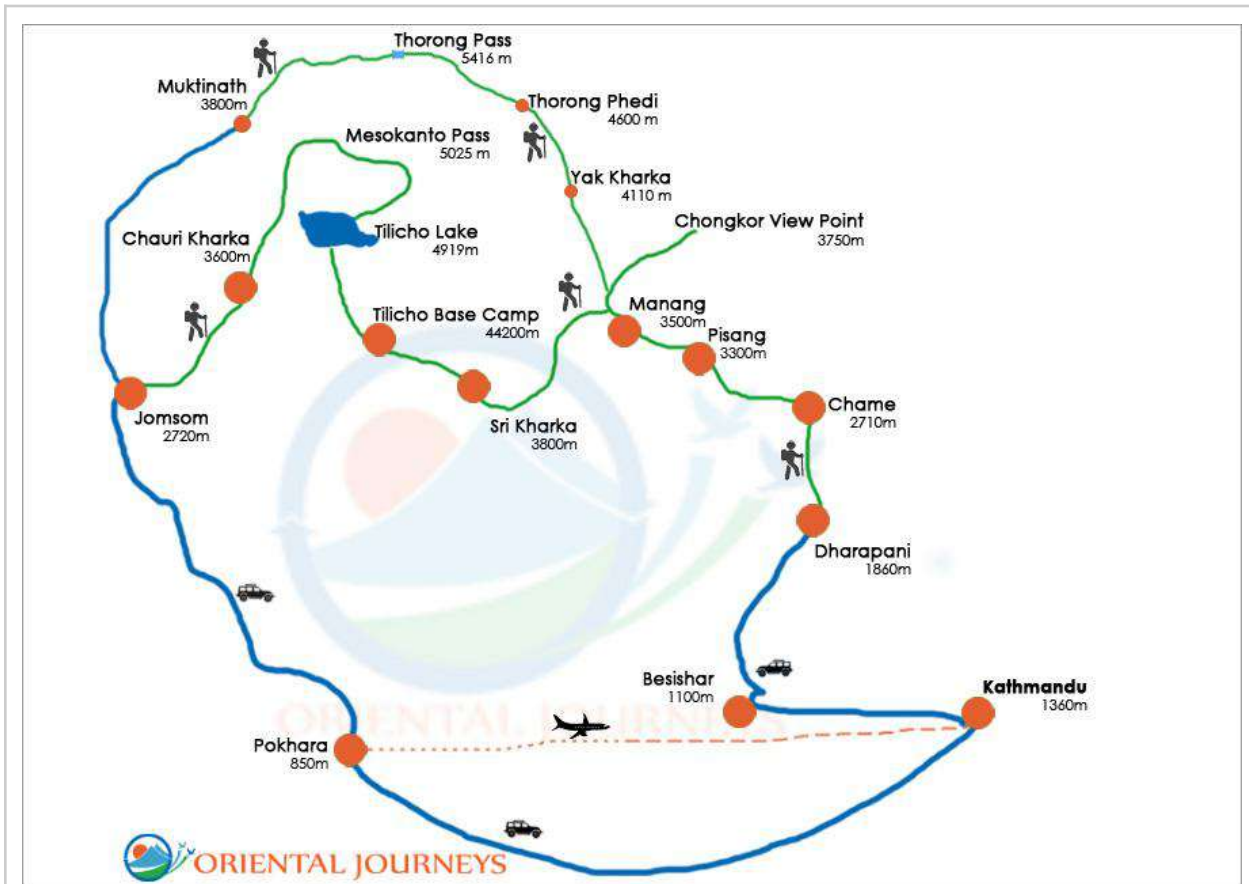 Thorong Pass
5416 m
Muktinath
3800m
Thorong Phedi
4600 m
Mesokanto Pass
5025 m
Yak Kharka
4110 m
Chongkor View Point
3750m
Chauri Kharka
3600m
Tilicho Lake
4919m
Tilicho Base Camp
44200m
Manang
3500m
Pisang
3300m
Jomsom
2720m
Sri Kharka
3800m
Chame
2710m
Dharapani
1860m
Besishar
1100m
Kathmandu
1360m
ORIENTAL JOURNEYS
Pokhara
850m
ORIENTAL JOURNEYS